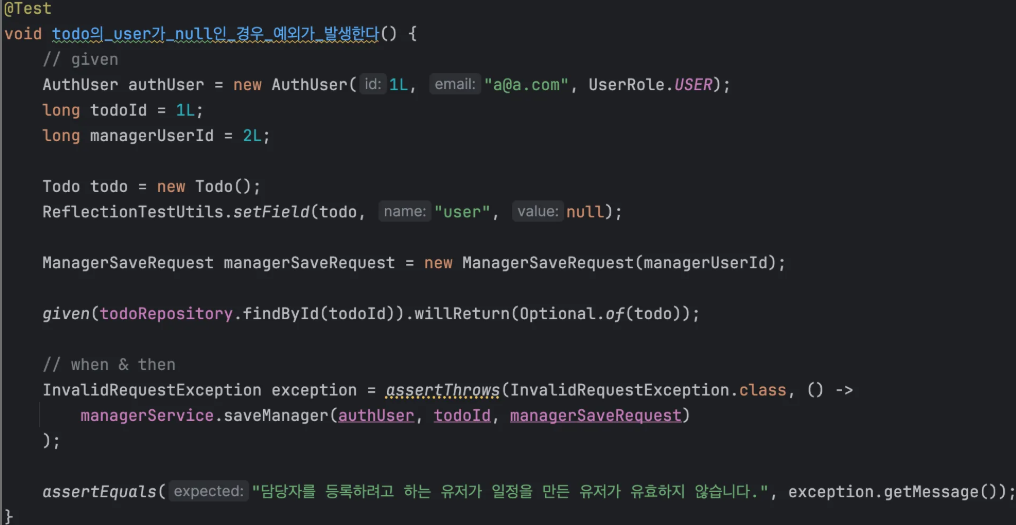 @Test
void todo의_user가_null인_경우_예외가_발생한다() {
// given
AuthUser authUser = new AuthUser( id: 1L, email: "a@a.com", UserRole.USER);
long todoId = 1L;
long managerUserId = 2L;
Todo todo = new Todo();
ReflectionTestUtils.setField(todo, name: "user", value: null);
ManagerSaveRequest managerSaveRequest = new ManagerSaveRequest(managerUserId);
given(todoRepository.findById(todoId)).willReturn(Optional.of(todo));
// when & then
InvalidRequestException exception = assertThrows(InvalidRequestException.class, () ->
managerService.saveManager(authUser, todoId, managerSaveRequest)
);
assertEquals( expected: "담당자를 등록하려고 하는 유저가 일정을 만든 유저가 유효하지 않습니다.", exception.getMessage());
}